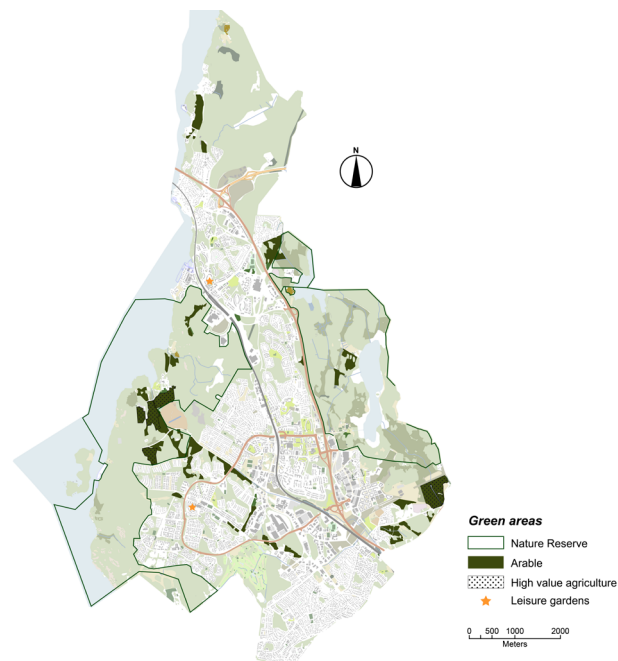 N
Green areas
Nature Reserve
Arable
High value agriculture
Leisure gardens
0 500 1000 2000
Meters